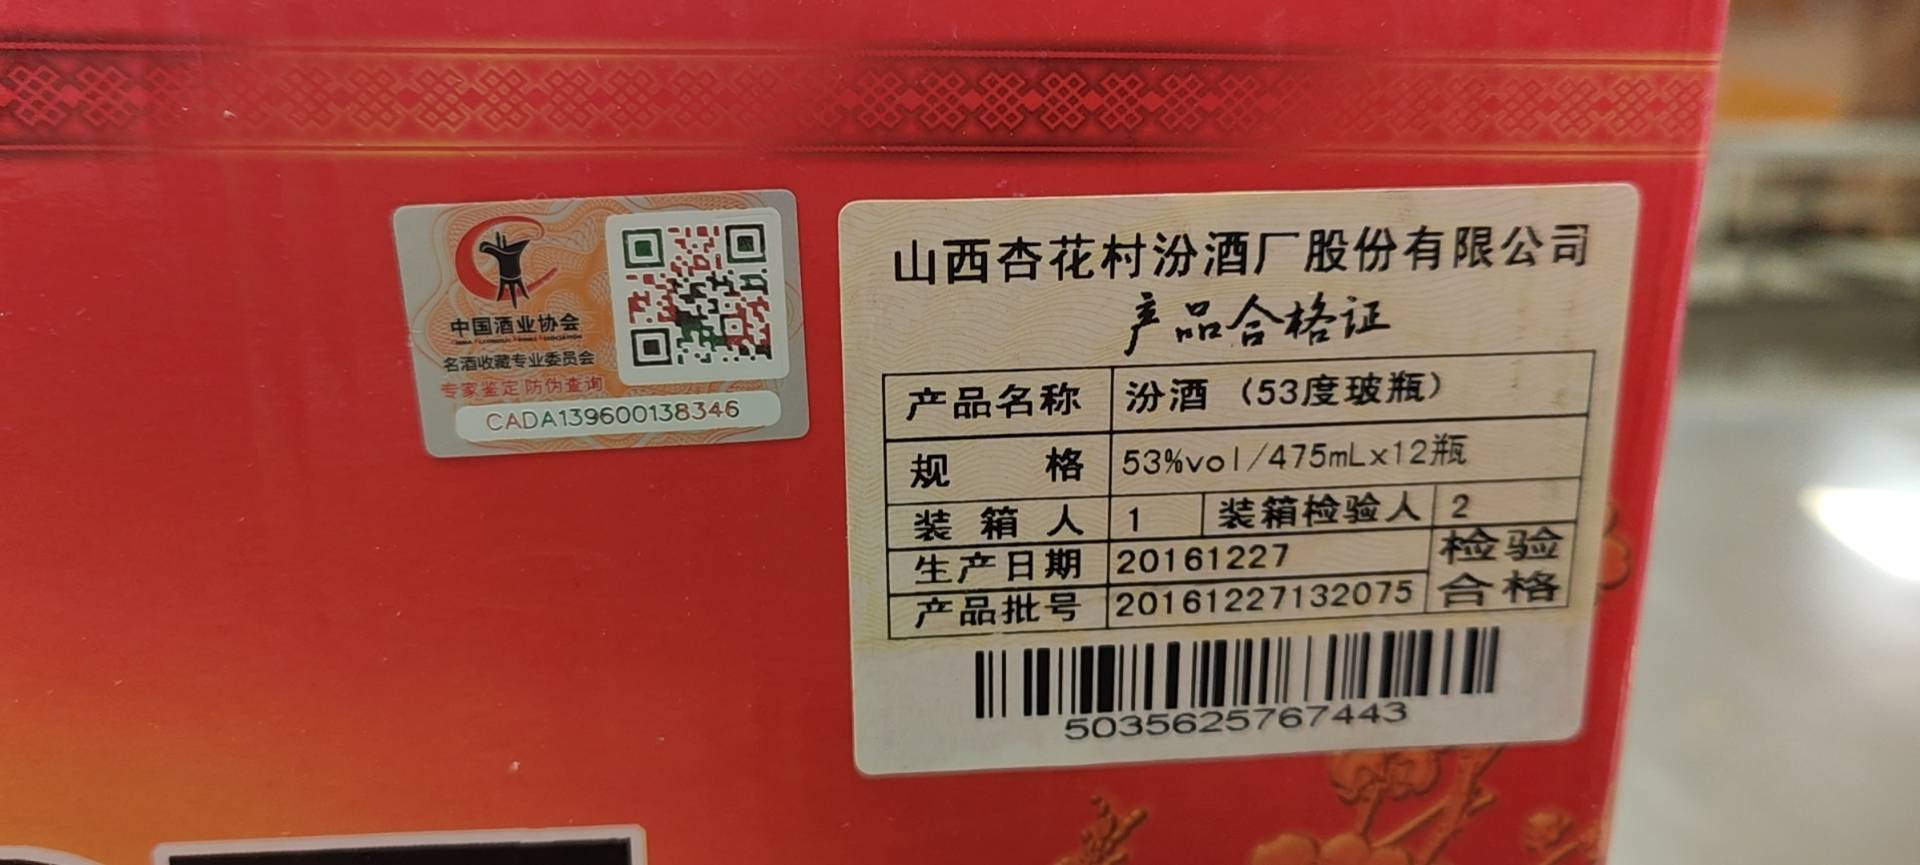 中国酒业协会
名酒收藏专业委员会
专家鉴定 防伪查询
CADA139600138346
山西杏花村汾酒厂股份有限公司
产品合格证
产品名称 汾酒（53度玻瓶）
规 格 53%vol/475mLx12瓶
装 箱 人 1 装箱检验人 2
生产日期 20161227 检验
产品批号 20161227132075 合格
5035625767443